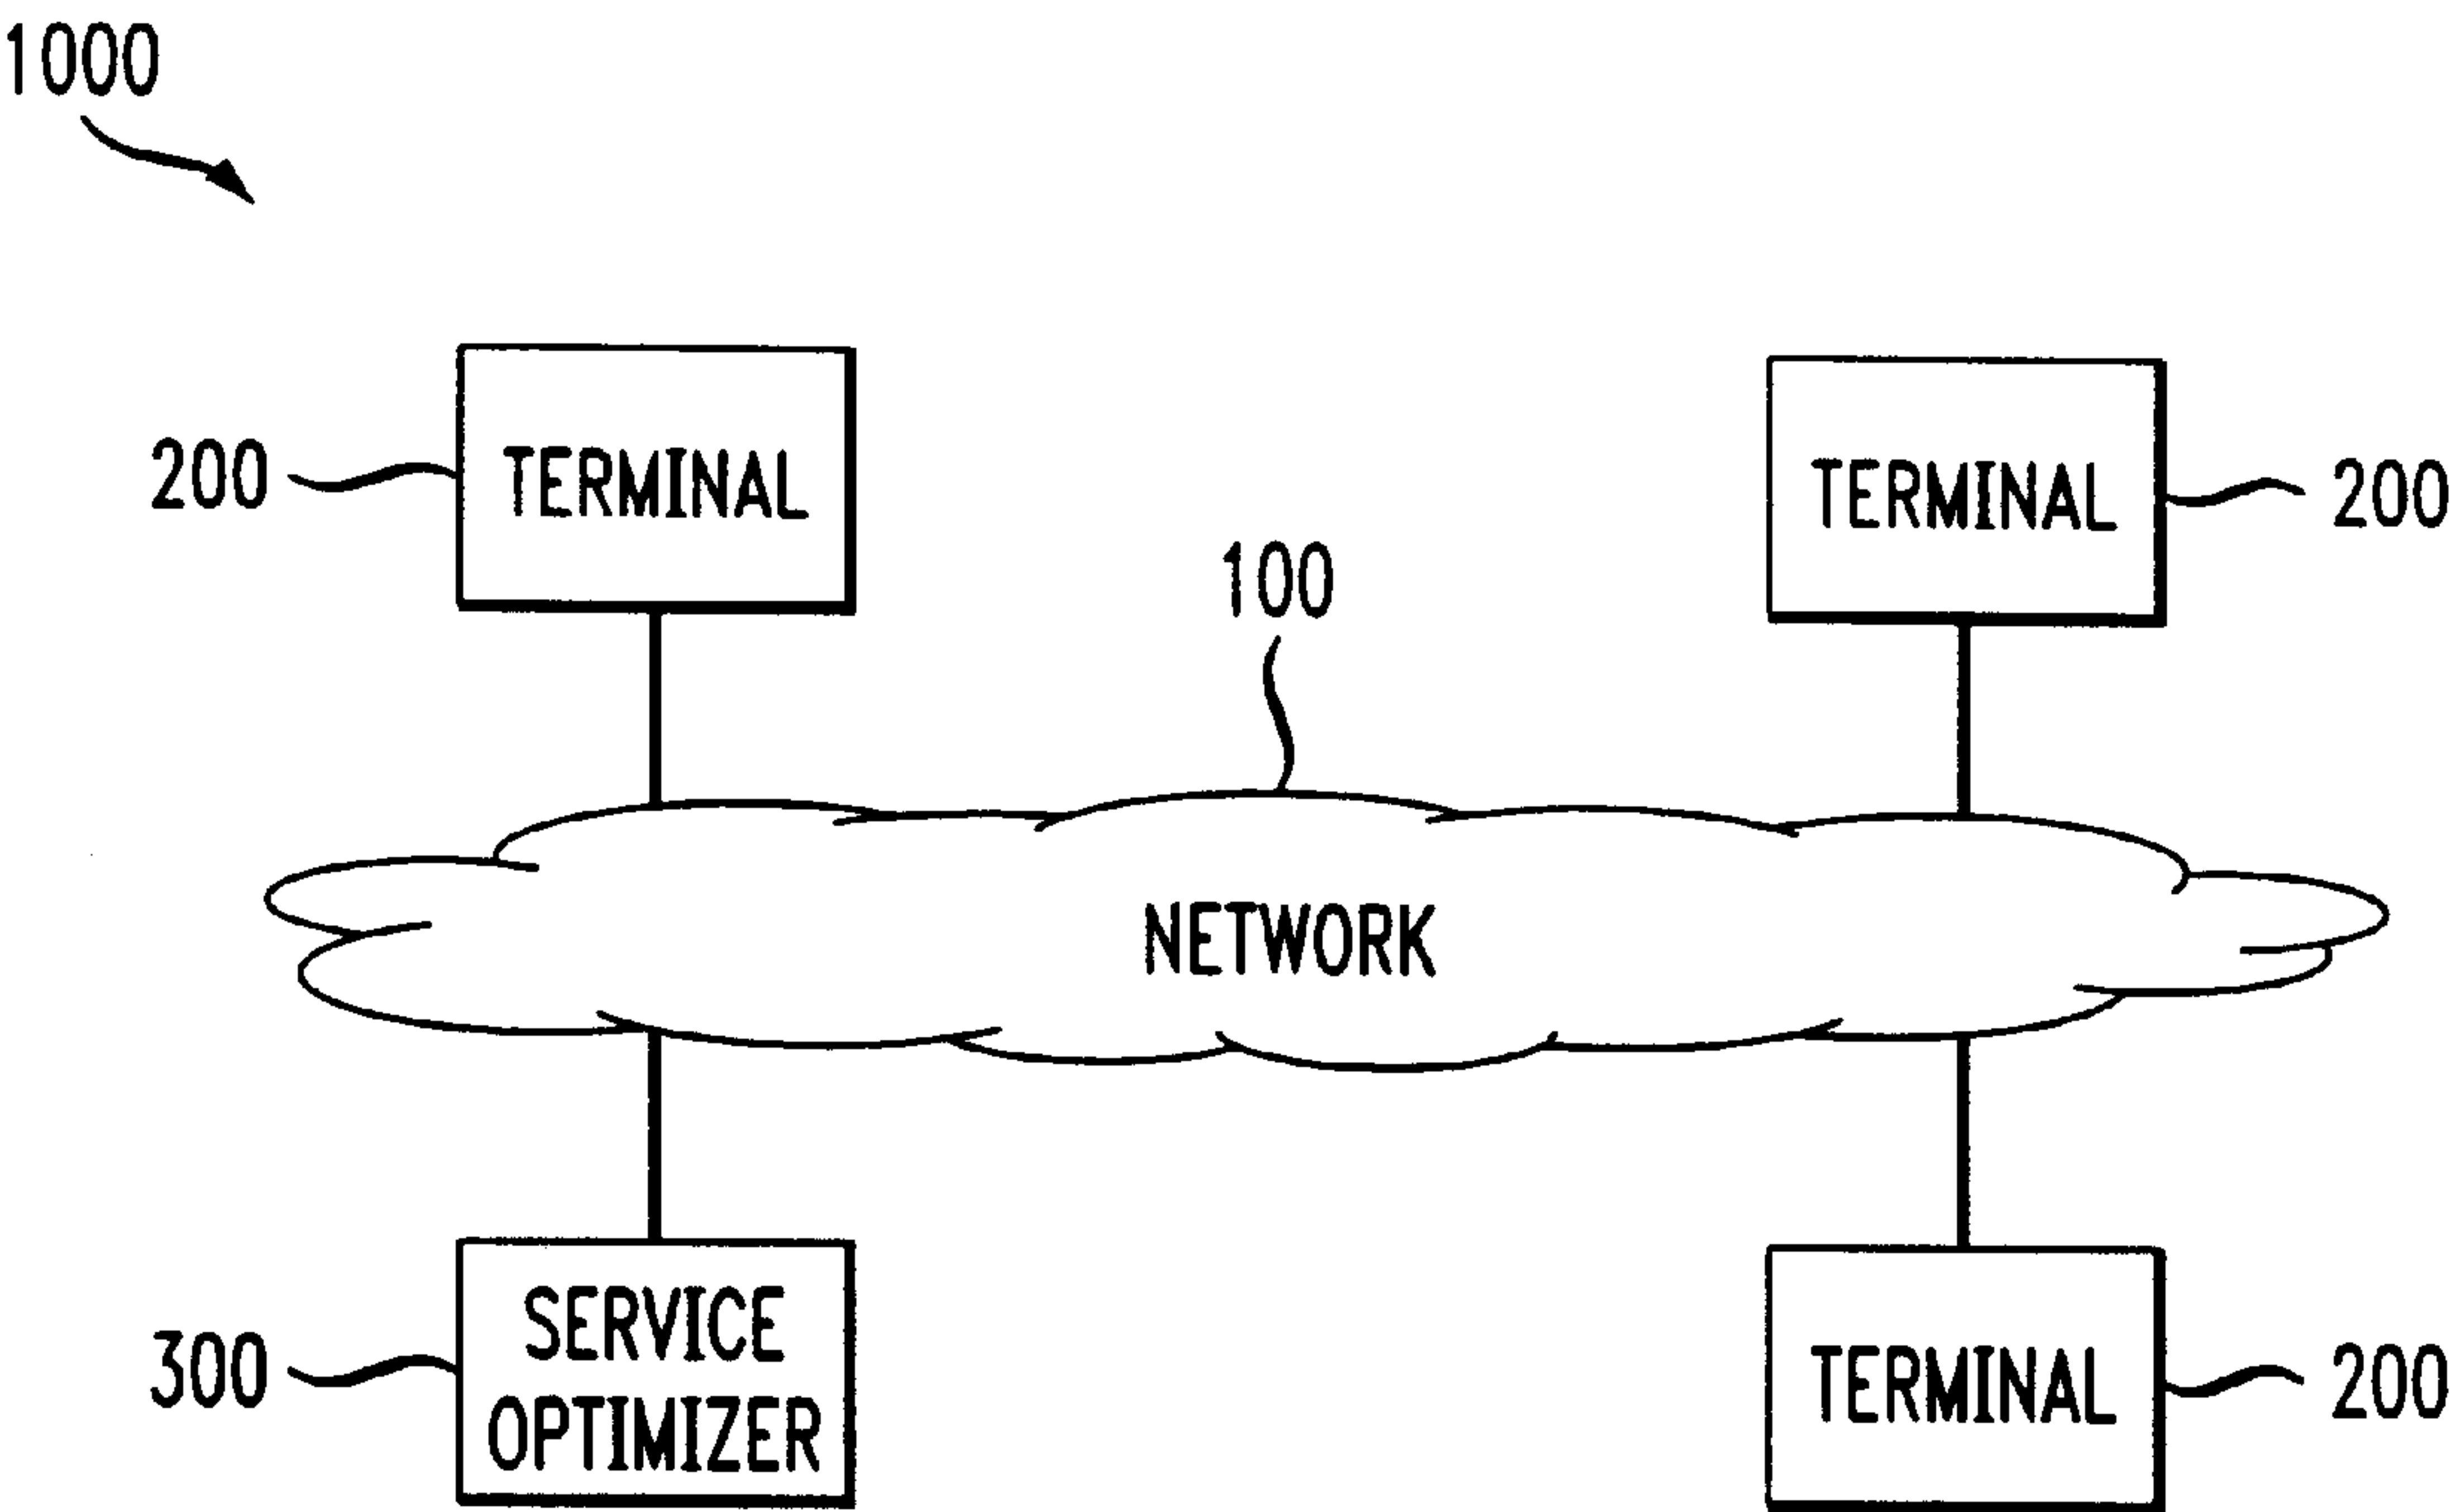 1000
200
TERMINAL
TERMINAL
200
100
NETWORK
300
SERVICE
OPTIMIZER
TERMINAL
200